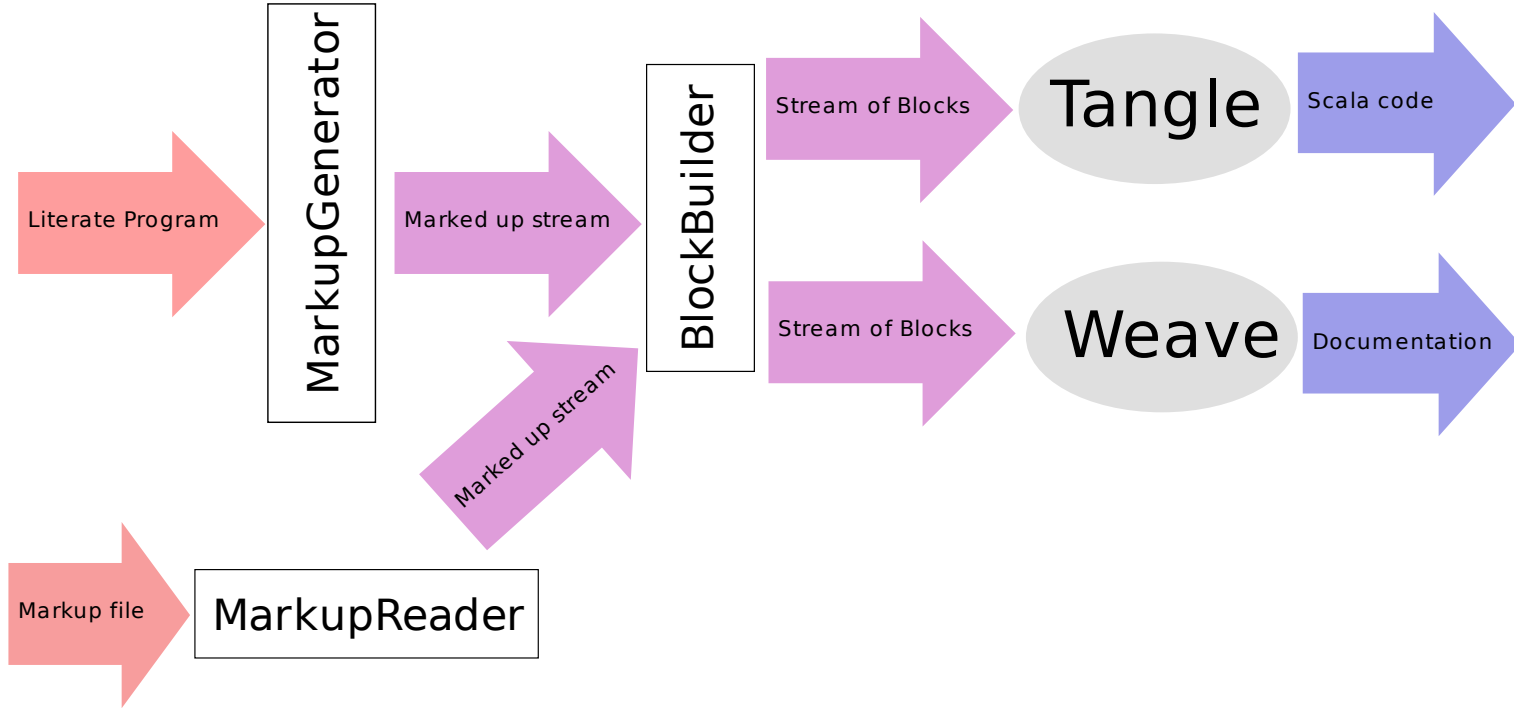 Literate Program
MarkupGenerator
Marked up stream
BlockBuilder
Stream of Blocks
Tangle
Scala code
Stream of Blocks
Weave
Documentation
Markup file
MarkupReader
Marked up stream